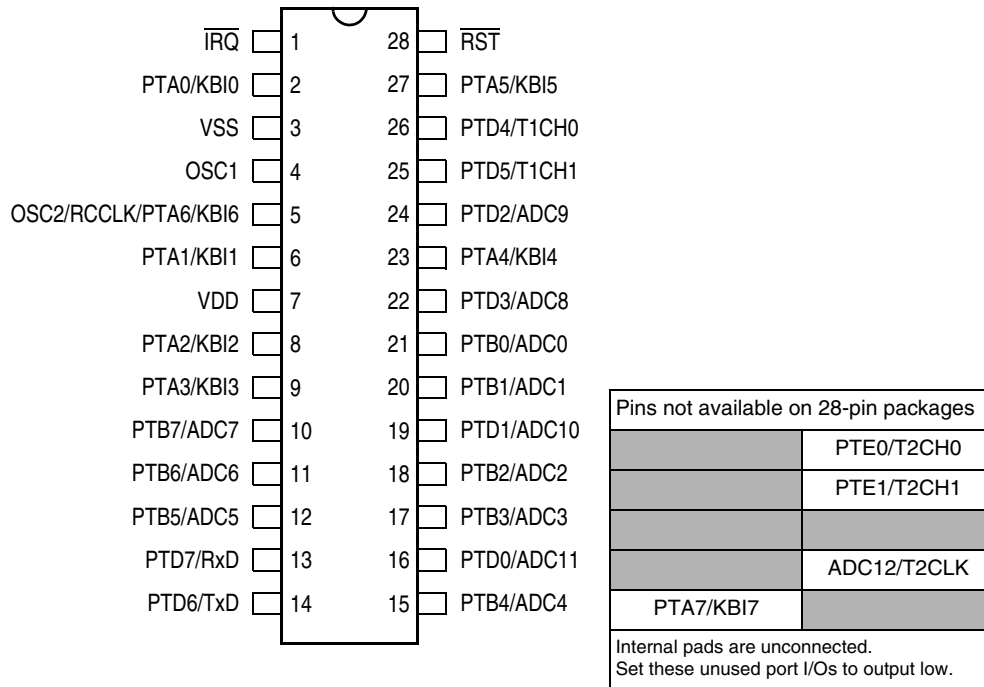 IRQ 1 28 RST
PTA0/KBI0 2 27 PTA5/KBI5
VSS 3 26 PTD4/T1CH0
OSC1 4 25 PTD5/T1CH1
OSC2/RCCLK/PTA6/KBI6 5 24 PTD2/ADC9
PTA1/KBI1 6 23 PTA4/KBI4
VDD 7 22 PTD3/ADC8
PTA2/KBI2 8 21 PTB0/ADC0
PTA3/KBI3 9 20 PTB1/ADC1
PTB7/ADC7 10 19 PTD1/ADC10
PTB6/ADC6 11 18 PTB2/ADC2
PTB5/ADC5 12 17 PTB3/ADC3
PTD7/RxD 13 16 PTD0/ADC11
PTD6/TxD 14 15 PTB4/ADC4
Pins not available on 28-pin packages
PTE0/T2CH0
PTE1/T2CH1
ADC12/T2CLK
PTA7/KBI7
Internal pads are unconnected.
Set these unused port I/Os to output low.